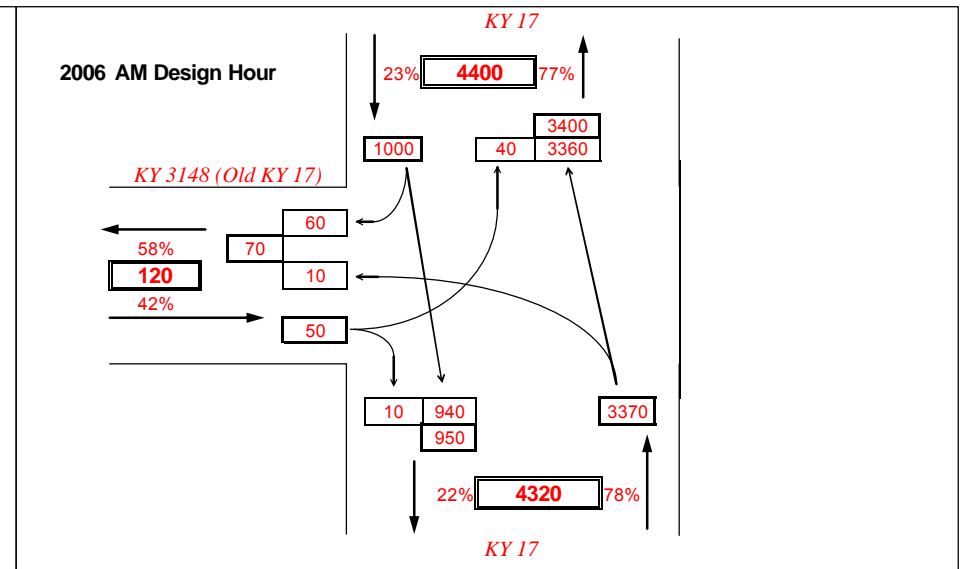 KY 17
2006 AM Design Hour
23% 4400 77%
3400
1000 40 3360
KY 3148 (Old KY 17)
60
58% 70
120 10
42%
50
10 940 3370
950
22% 4320 78%
KY 17